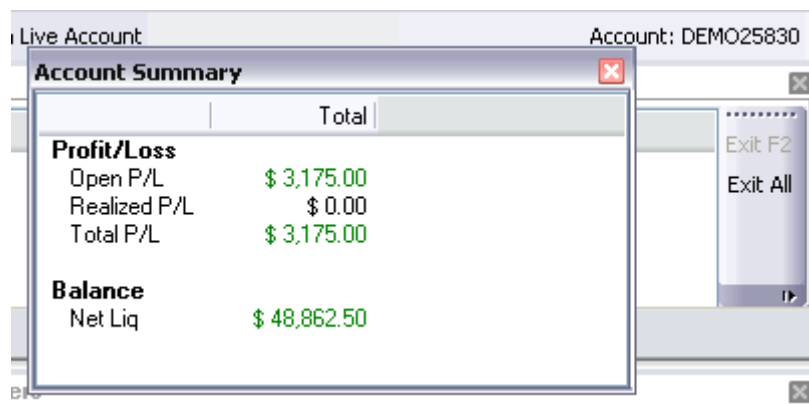 Live Account Account: DEMO25830
Account Summary
Total
Exit F2
Profit/Loss
Open P/L $ 3,175.00
Exit All
Realized P/L $ 0.00
Total P/L $ 3,175.00
Balance
Net Liq $ 48,862.50